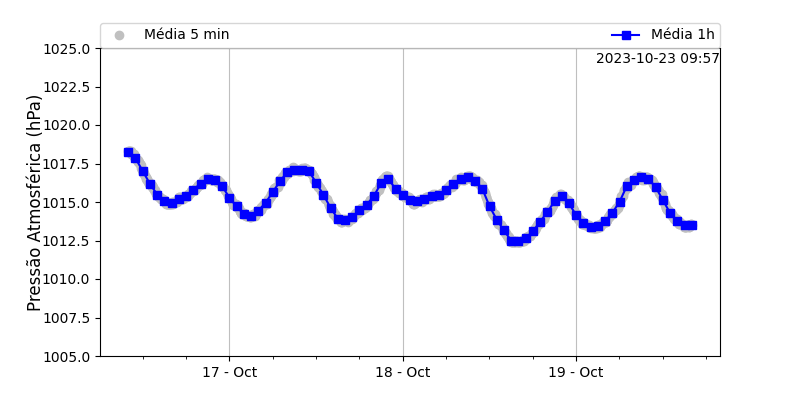 Média 5 min
Média 1h
2023-10-23 09:57
Pressão Atmosférica (hPa)
1025.0
1022.5
1020.0
1017.5
1015.0
1012.5
1010.0
1007.5
1005.0
17 - Oct
18 - Oct
19 - Oct